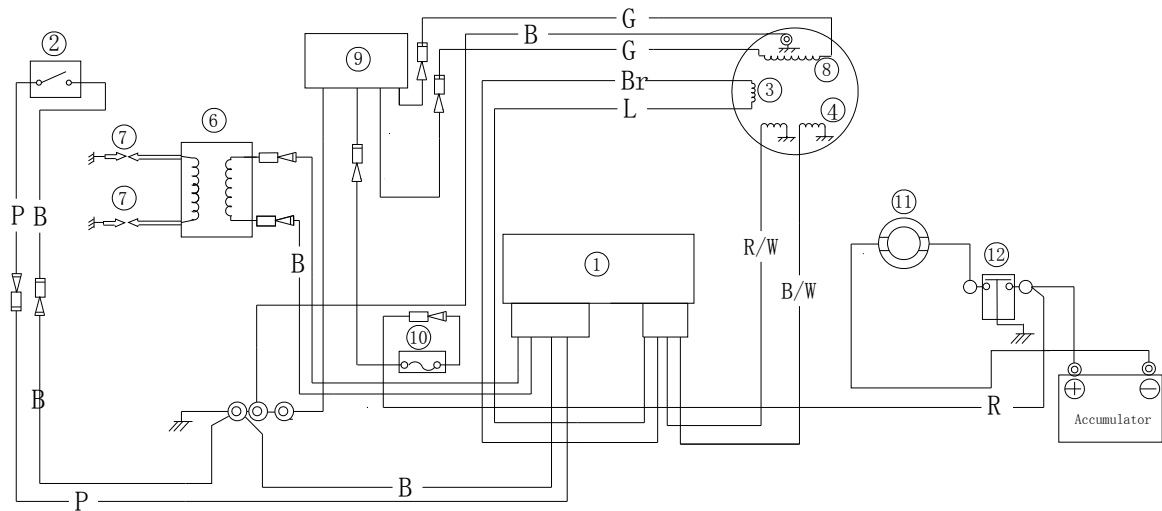 G
B
②
⑨
G
⑧
Br
③
L
④
⑥
⑦
⑦
P
B
⑪
①
R/W
⑫
B
B/W
⑩
B
R
+
−
Accumulator
B
P